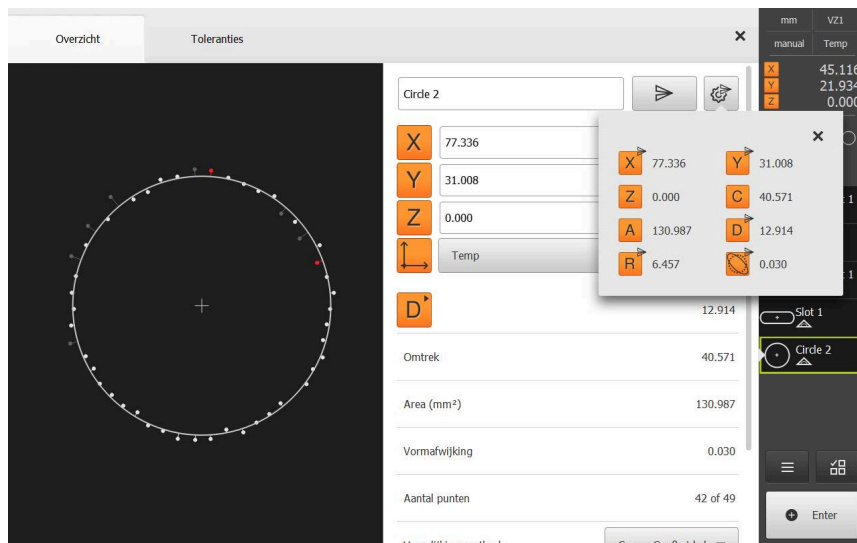 Overzicht
Toleranties
mm
VZ1
manual
Temp
X
45.116
Y
21.934
Z
0.000
Circle 2
X
77.336
Y
31.008
Z
0.000
Temp
X
77.336
Y
31.008
Z
0.000
C
40.571
A
130.987
D
12.914
R
6.457
0.030
D
12.914
Omtrek
40.571
Area (mm²)
130.987
Vormafwijking
0.030
Aantal punten
42 of 49
1
1
Slot 1
Circle 2
Enter